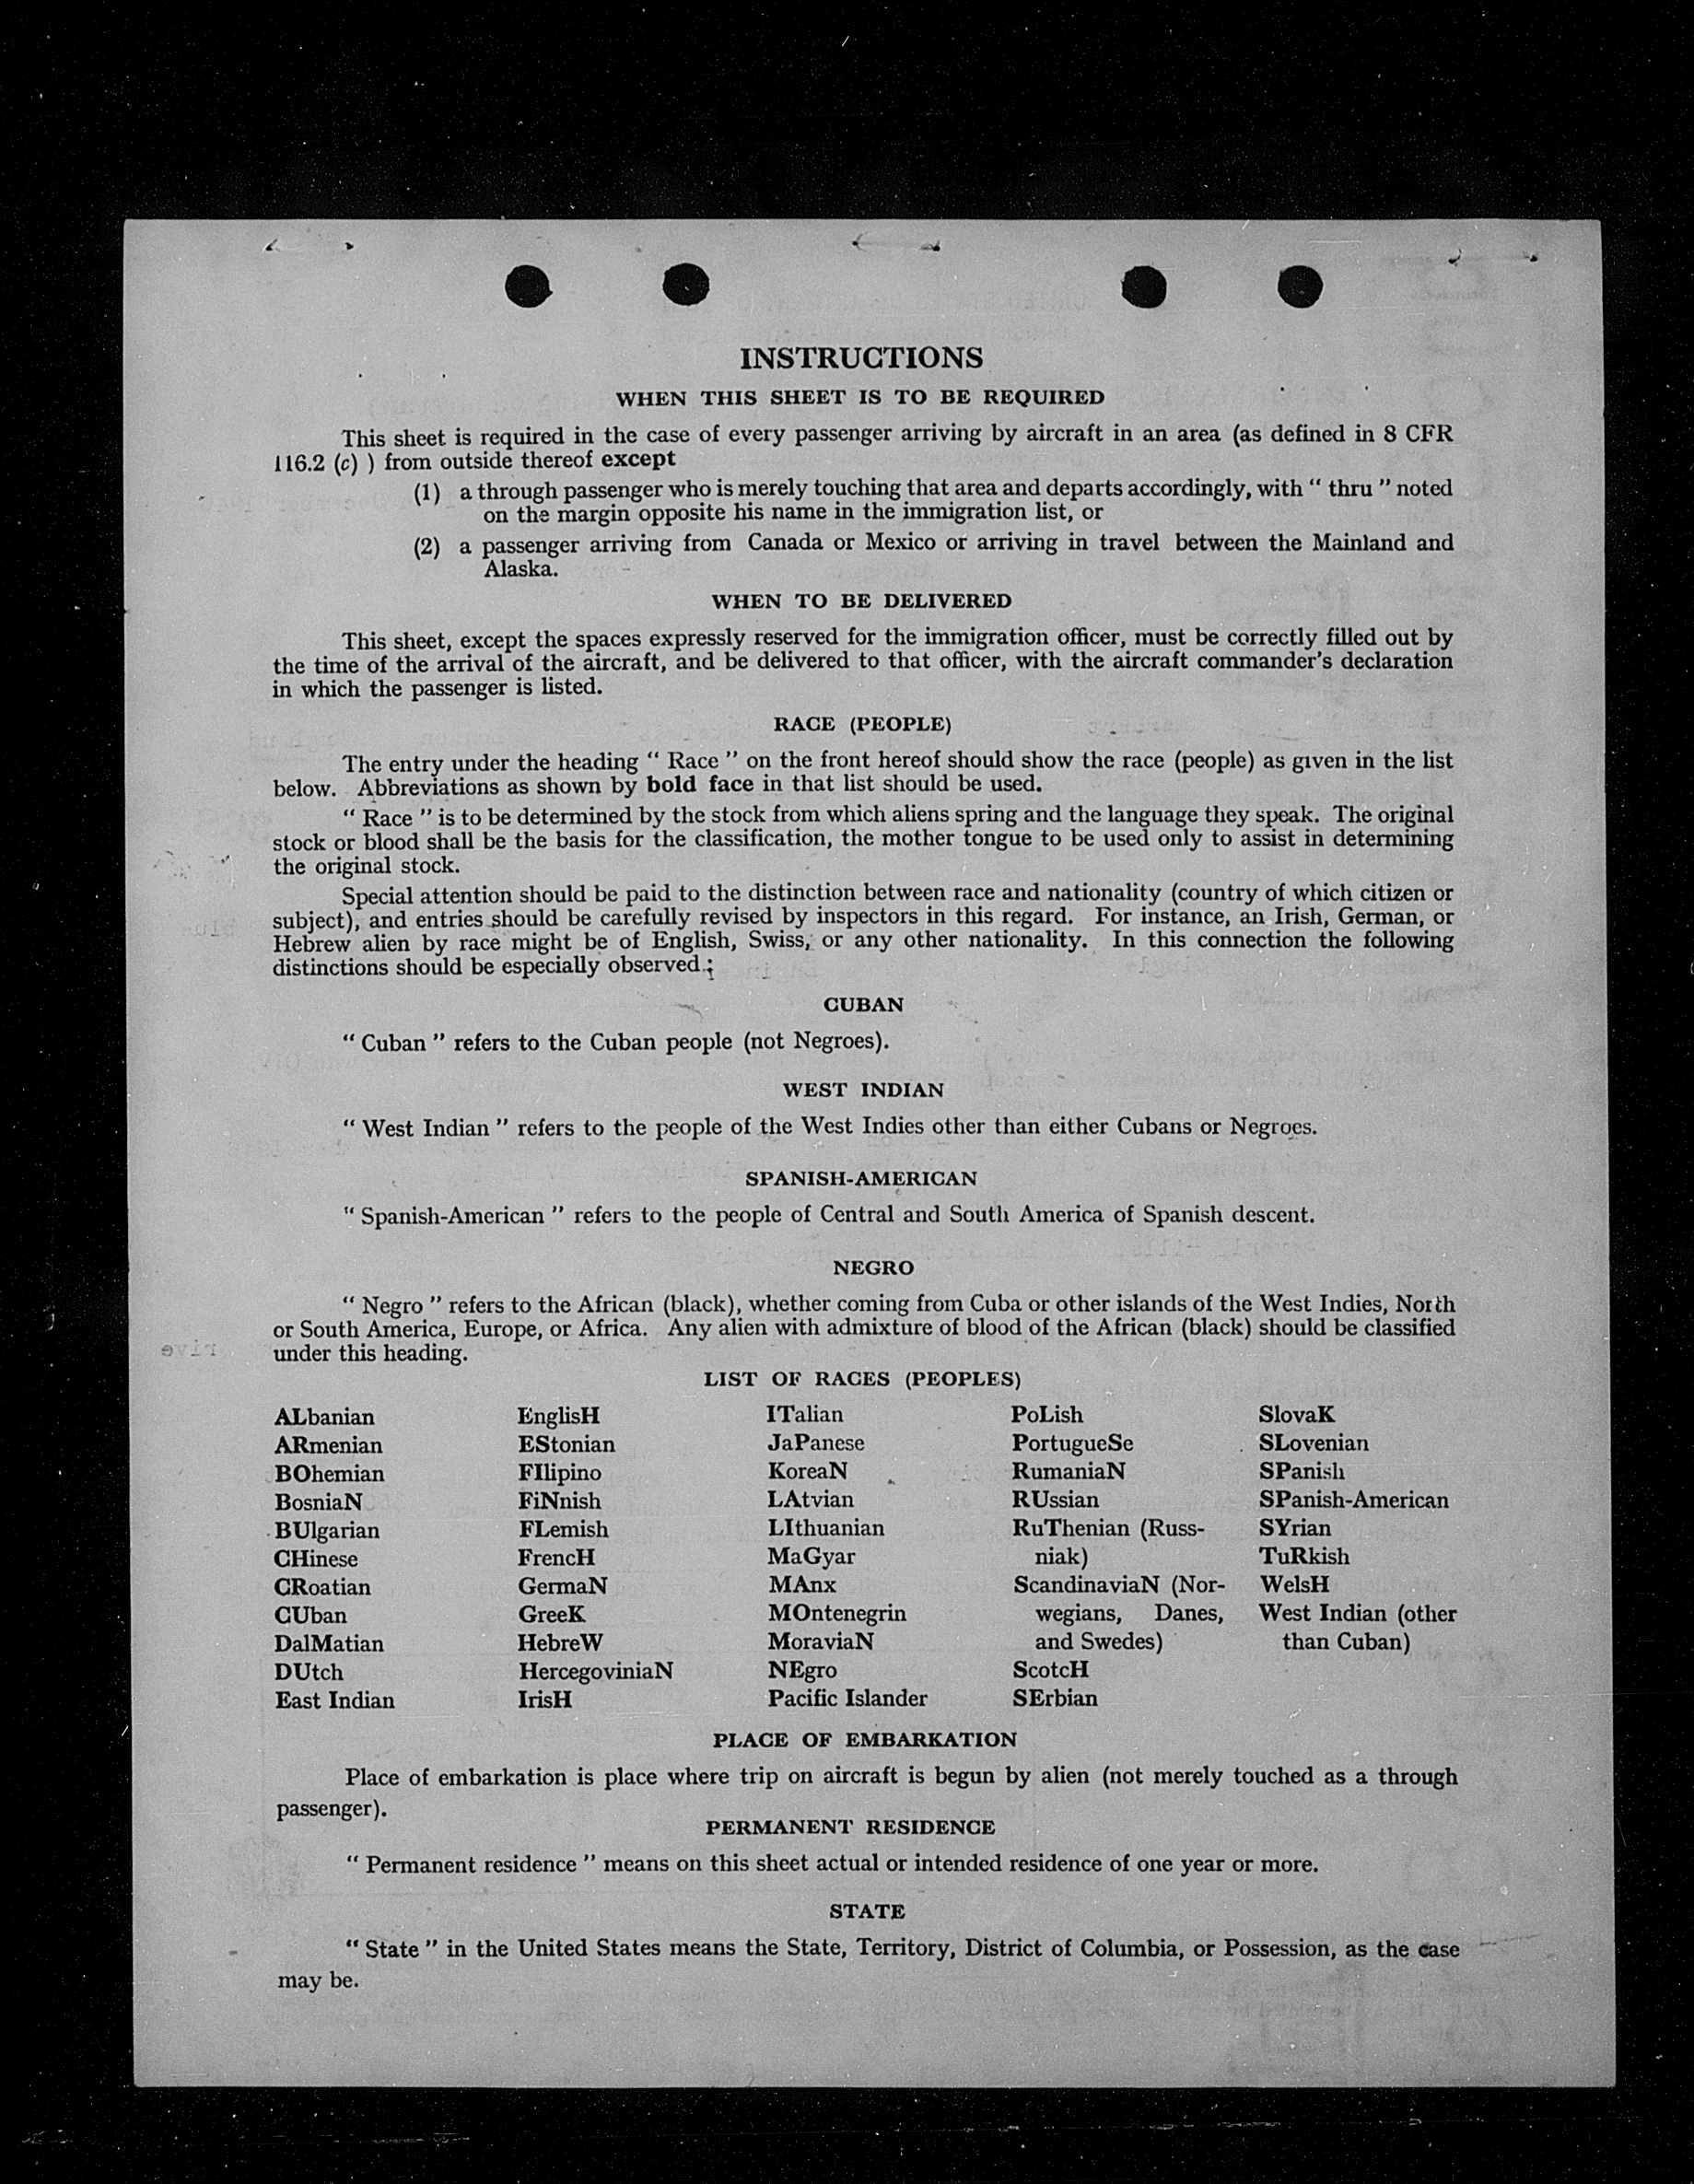 INSTRUCTIONS
WHEN THIS SHEET IS TO BE REQUIRED
This sheet is required in the case of every passenger arriving by aircraft in an area (as defined in 8 CFR
116.2 (c) ) from outside thereof except
(1) a through passenger who is merely touching that area and departs accordingly, with " thru " noted
on the margin opposite his name in the immigration list, or
(2) a passenger arriving from Canada or Mexico or arriving in travel between the Mainland and
Alaska.
WHEN TO BE DELIVERED
This sheet, except the spaces expressly reserved for the immigration officer, must be correctly filled out by
the time of the arrival of the aircraft, and be delivered to that officer, with the aircraft commander's declaration
in which the passenger is listed.
RACE (PEOPLE)
The entry under the heading " Race " on the front hereof should show the race (people) as given in the list
below. Abbreviations as shown by bold face in that list should be used.
" Race " is to be determined by the stock from which aliens spring and the language they speak. The original
stock or blood shall be the basis for the classification, the mother tongue to be used only to assist in determining
the original stock.
Special attention should be paid to the distinction between race and nationality (country of which citizen or
subject), and entries should be carefully revised by inspectors in this regard. For instance, an Irish, German, or
Hebrew alien by race might be of English, Swiss, or any other nationality. In this connection the following
distinctions should be especially observed.:
CUBAN
" Cuban " refers to the Cuban people (not Negroes).
WEST INDIAN
" West Indian " refers to the people of the West Indies other than either Cubans or Negroes.
SPANISH-AMERICAN
" Spanish-American " refers to the people of Central and South America of Spanish descent.
NEGRO
" Negro " refers to the African (black), whether coming from Cuba or other islands of the West Indies, North
or South America, Europe, or Africa. Any alien with admixture of blood of the African (black) should be classified
under this heading.
LIST OF RACES (PEOPLES)
ALbanian
ARmenian
BOhemian
BosniaN
BUlgarian
CHinese
CRoatian
CUban
DalMatian
DUtch
East Indian
EnglisH
EStonian
FIlipino
FiNnish
FLemish
FrencH
GermaN
GreeK
HebreW
HercegoviniaN
IrisH
ITalian
JaPanese
KoreaN
LAtvian
LIthuanian
MaGyar
MAnx
MOntenegrin
MoraviaN
NEgro
Pacific Islander
PoLish
PortugueSe
RumaniaN
RUssian
RuThenian (Russ-
niak)
ScandinaviaN (Nor-
wegians, Danes,
and Swedes)
ScotcH
SErbian
SlovaK
SLovenian
SPanish
SPanish-American
SYrian
TuRkish
WelsH
West Indian (other
than Cuban)
PLACE OF EMBARKATION
Place of embarkation is place where trip on aircraft is begun by alien (not merely touched as a through
passenger).
PERMANENT RESIDENCE
" Permanent residence " means on this sheet actual or intended residence of one year or more.
STATE
" State " in the United States means the State, Territory, District of Columbia, or Possession, as the case
may be.